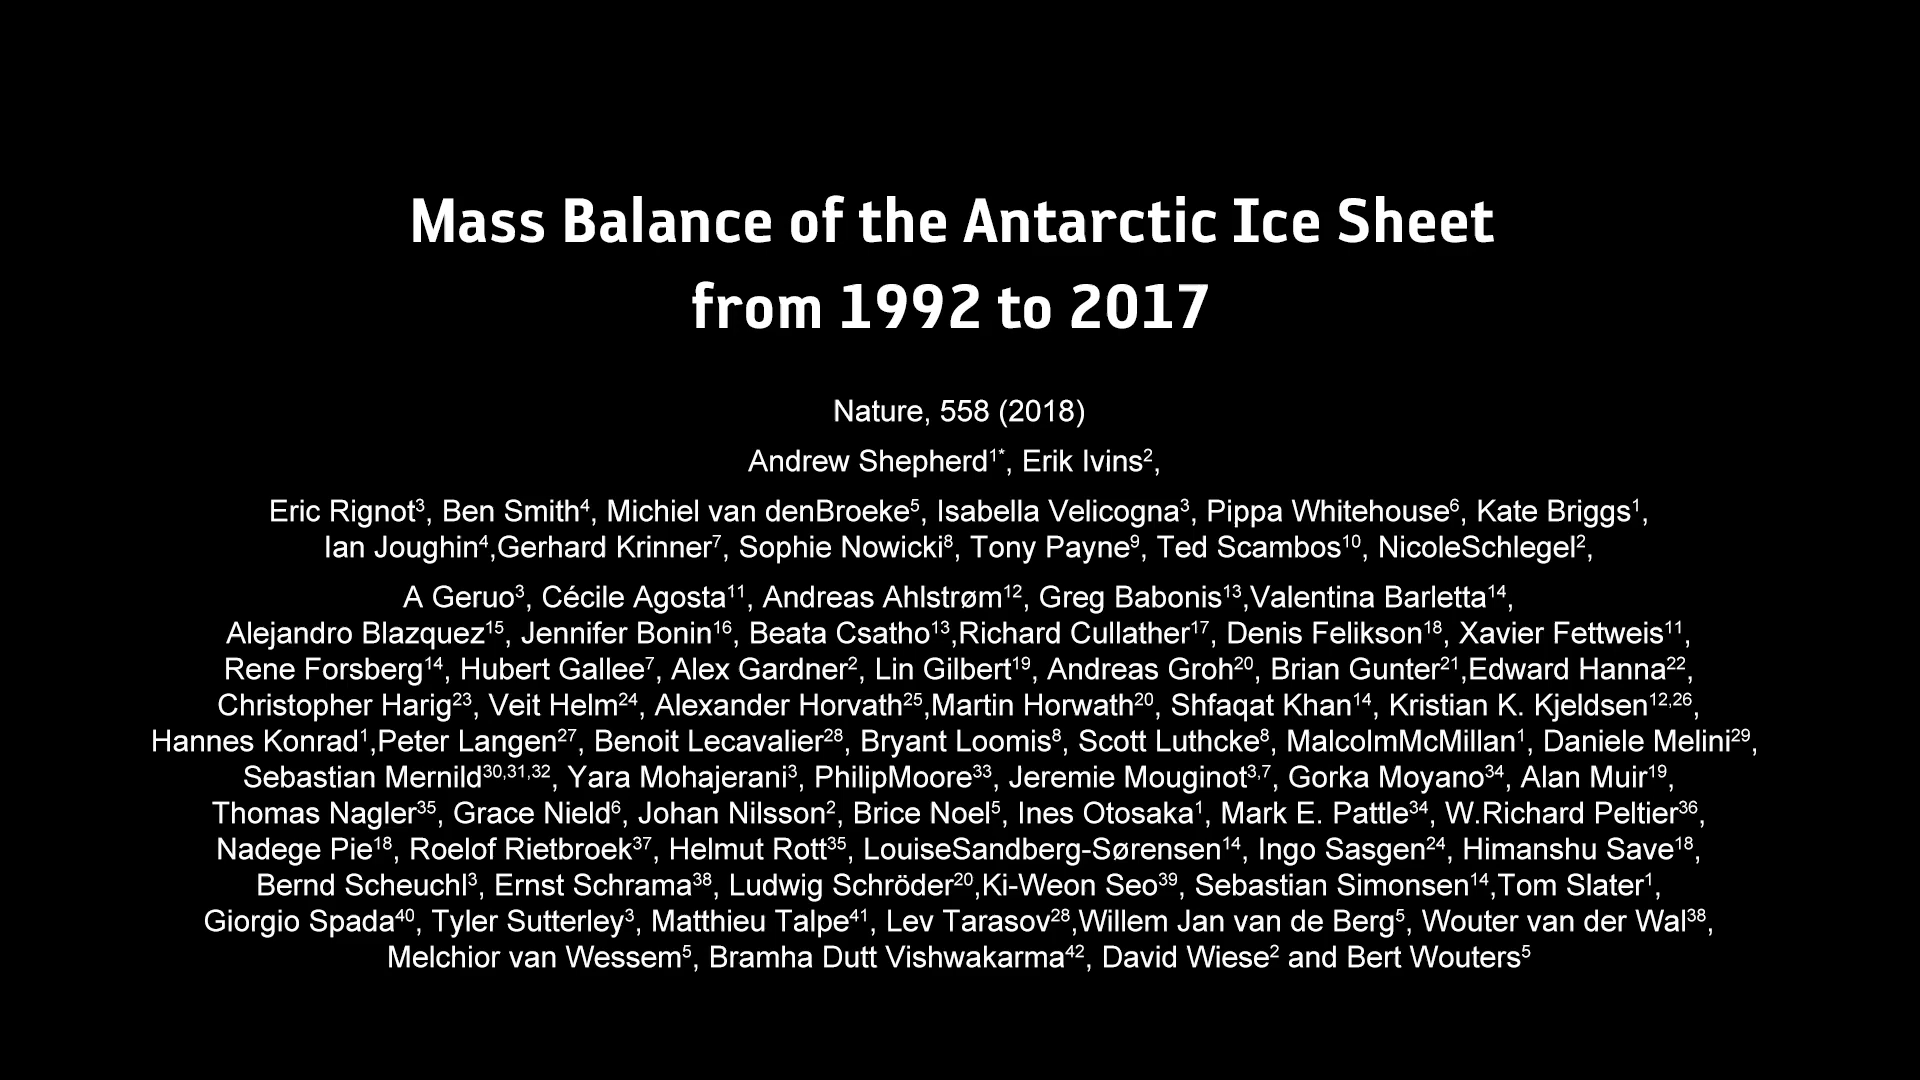 Mass Balance of the Antarctic Ice Sheet
from 1992 to 2017
Nature, 558 (2018)
Andrew Shepherd¹*, Erik Ivins²,
Eric Rignot³, Ben Smith⁴, Michiel van denBroeke⁵, Isabella Velicogna³, Pippa Whitehouse⁶, Kate Briggs¹,
Ian Joughin⁴,Gerhard Krinner⁷, Sophie Nowicki⁸, Tony Payne⁹, Ted Scambos¹⁰, NicoleSchlegel²,
A Geruo³, Cécile Agosta¹¹, Andreas Ahlstrøm¹², Greg Babonis¹³,Valentina Barletta¹⁴,
Alejandro Blazquez¹⁵, Jennifer Bonin¹⁶, Beata Csatho¹³,Richard Cullather¹⁷, Denis Felikson¹⁸, Xavier Fettweis¹¹,
Rene Forsberg¹⁴, Hubert Gallee⁷, Alex Gardner², Lin Gilbert¹⁹, Andreas Groh²⁰, Brian Gunter²¹,Edward Hanna²²,
Christopher Harig²³, Veit Helm²⁴, Alexander Horvath²⁵,Martin Horwath²⁰, Shfaqat Khan¹⁴, Kristian K. Kjeldsen¹²,²⁶,
Hannes Konrad¹,Peter Langen²⁷, Benoit Lecavalier²⁸, Bryant Loomis⁸, Scott Luthcke⁸, MalcolmMcMillan¹, Daniele Melini²⁹,
Sebastian Mernild³⁰,³¹,³², Yara Mohajerani³, PhilipMoore³³, Jeremie Mouginot³,⁷, Gorka Moyano³⁴, Alan Muir¹⁹,
Thomas Nagler³⁵, Grace Nield⁶, Johan Nilsson², Brice Noel⁵, Ines Otosaka¹, Mark E. Pattle³⁴, W.Richard Peltier³⁶,
Nadege Pie¹⁸, Roelof Rietbroek³⁷, Helmut Rott³⁵, LouiseSandberg-Sørensen¹⁴, Ingo Sasgen²⁴, Himanshu Save¹⁸,
Bernd Scheuchl³, Ernst Schrama³⁸, Ludwig Schröder²⁰,Ki-Weon Seo³⁹, Sebastian Simonsen¹⁴,Tom Slater¹,
Giorgio Spada⁴⁰, Tyler Sutterley³, Matthieu Talpe⁴¹, Lev Tarasov²⁸,Willem Jan van de Berg⁵, Wouter van der Wal³⁸,
Melchior van Wessem⁵, Bramha Dutt Vishwakarma⁴², David Wiese² and Bert Wouters⁵